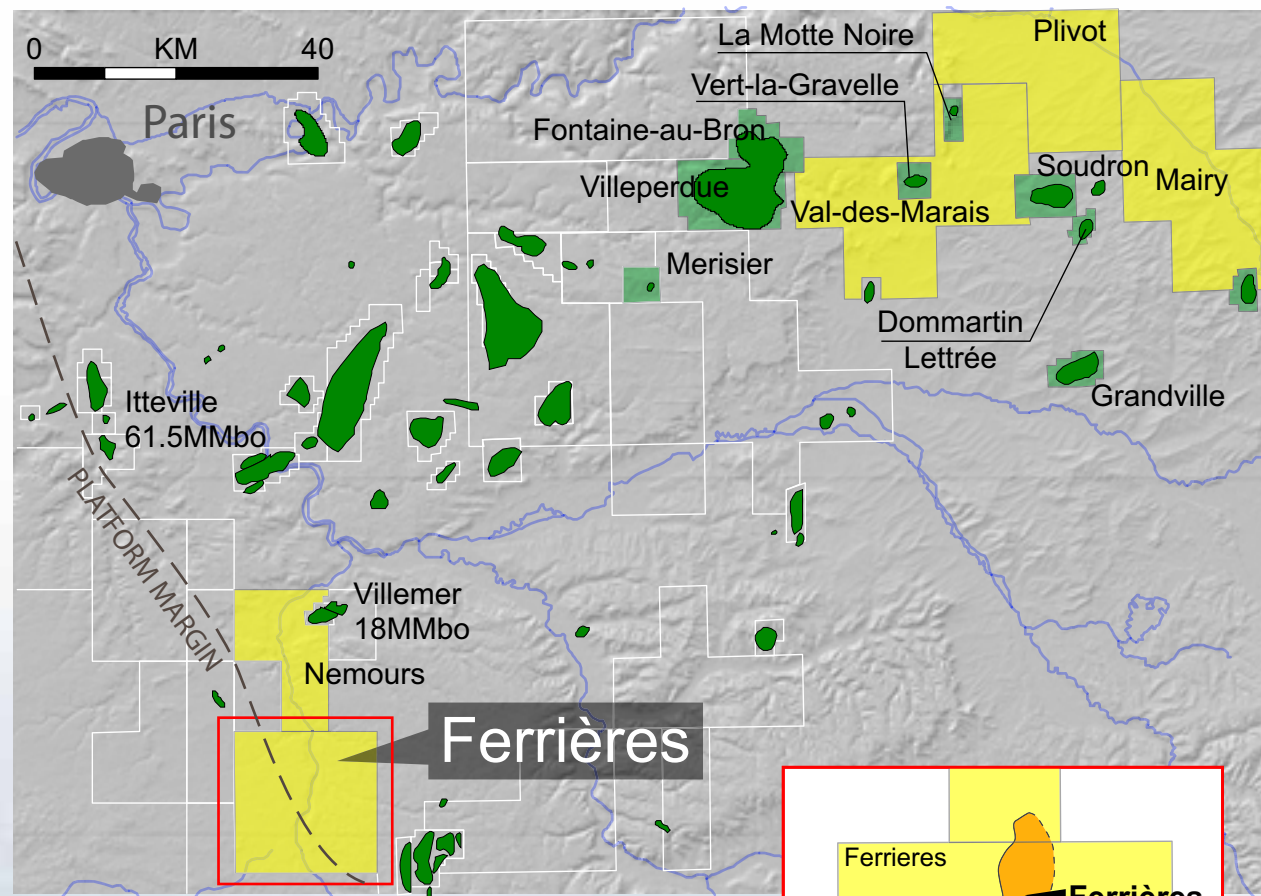 0 KM 40
Paris
La Motte Noire
Plivot
Vert-la-Gravelle
Fontaine-au-Bron
Villeperdue
Soudron
Mairy
Val-des-Marais
Merisier
Dommartin
Lettrée
Grandville
Itteville
61.5MMbo
PLATFORM MARGIN
Villemer
18MMbo
Nemours
Ferrières
Ferrieres
Ferrières